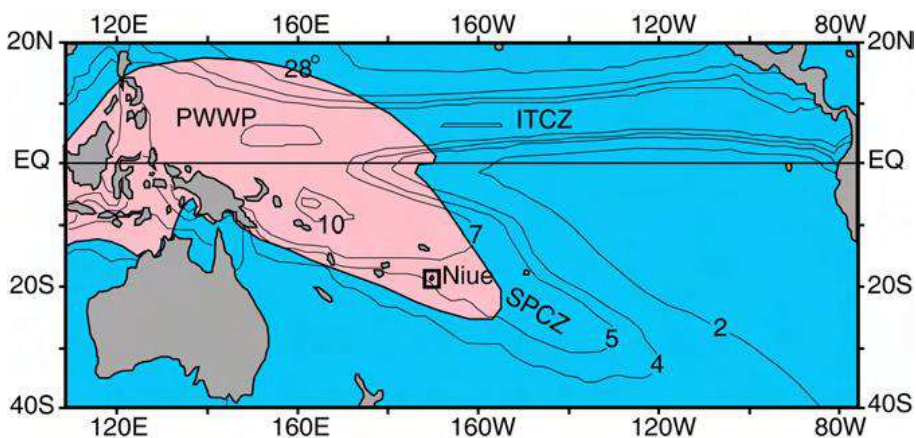 120E 160E 160W 120W 80W
20N 20N
28°
PWWP ITCZ
EQ EQ
10
7
20S Niue 20S
SPCZ
5 2
4
40S 40S
120E 160E 160W 120W 80W